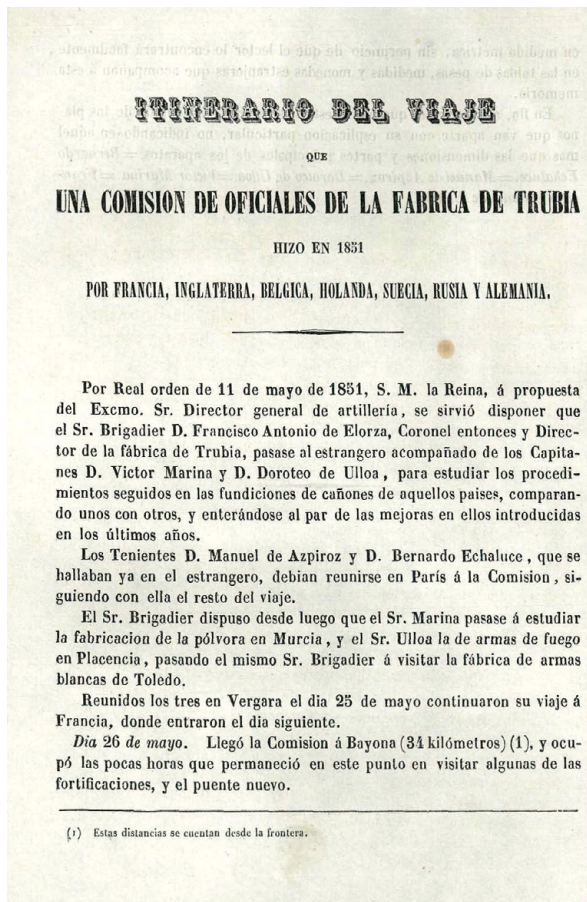 ITINERARIO DEL VIAJE
QUE
UNA COMISION DE OFICIALES DE LA FABRICA DE TRUBIA
HIZO EN 1851
POR FRANCIA, INGLATERRA, BELGICA, HOLANDA, SUECIA, RUSIA Y ALEMANIA.
Por Real orden de 11 de mayo de 1851, S. M. la Reina, á propuesta
del Excmo. Sr. Director general de artillería, se sirvió disponer que
el Sr. Brigadier D. Francisco Antonio de Elorza, Coronel entonces y Direc-
tor de la fábrica de Trubia, pasase al estrangero acompañado de los Capita-
nes D. Victor Marina y D. Doroteo de Ulloa, para estudiar los procedi-
mientos seguidos en las fundiciones de cañones de aquellos paises, comparan-
do unos con otros, y enterándose al par de las mejoras en ellos introducidas
en los últimos años.
Los Tenientes D. Manuel de Azpiroz y D. Bernardo Echaluce, que se
hallaban ya en el estrangero, debian reunirse en París á la Comision, si-
guiendo con ella el resto del viaje.
El Sr. Brigadier dispuso desde luego que el Sr. Marina pasase á estudiar
la fabricacion de la pólvora en Murcia, y el Sr. Ulloa la de armas de fuego
en Placencia, pasando el mismo Sr. Brigadier á visitar la fábrica de armas
blancas de Toledo.
Reunidos los tres en Vergara el dia 25 de mayo continuaron su viaje á
Francia, donde entraron el dia siguiente.
Dia 26 de mayo. Llegó la Comision á Bayona (34 kilómetros) (1), y ocu-
pó las pocas horas que permaneció en este punto en visitar algunas de las
fortificaciones, y el puente nuevo.
(1) Estas distancias se cuentan desde la frontera.